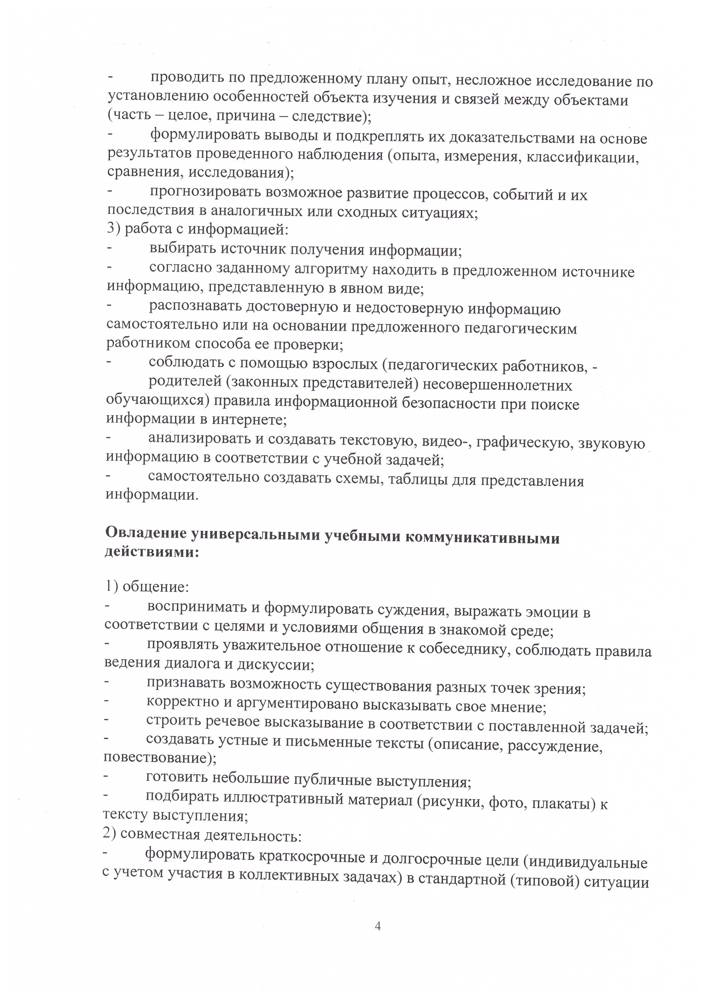 - проводить по предложенному плану опыт, несложное исследование по
установлению особенностей объекта изучения и связей между объектами
(часть – целое, причина – следствие);
- формулировать выводы и подкреплять их доказательствами на основе
результатов проведенного наблюдения (опыта, измерения, классификации,
сравнения, исследования);
- прогнозировать возможное развитие процессов, событий и их
последствия в аналогичных или сходных ситуациях;
3) работа с информацией:
- выбирать источник получения информации;
- согласно заданному алгоритму находить в предложенном источнике
информацию, представленную в явном виде;
- распознавать достоверную и недостоверную информацию
самостоятельно или на основании предложенного педагогическим
работником способа ее проверки;
- соблюдать с помощью взрослых (педагогических работников, -
родителей (законных представителей) несовершеннолетних
обучающихся) правила информационной безопасности при поиске
информации в интернете;
- анализировать и создавать текстовую, видео-, графическую, звуковую
информацию в соответствии с учебной задачей;
- самостоятельно создавать схемы, таблицы для представления
информации.
Овладение универсальными учебными коммуникативными
действиями:
1) общение:
- воспринимать и формулировать суждения, выражать эмоции в
соответствии с целями и условиями общения в знакомой среде;
- проявлять уважительное отношение к собеседнику, соблюдать правила
ведения диалога и дискуссии;
- признавать возможность существования разных точек зрения;
- корректно и аргументировано высказывать свое мнение;
- строить речевое высказывание в соответствии с поставленной задачей;
- создавать устные и письменные тексты (описание, рассуждение,
повествование);
- готовить небольшие публичные выступления;
- подбирать иллюстративный материал (рисунки, фото, плакаты) к
тексту выступления;
2) совместная деятельность:
- формулировать краткосрочные и долгосрочные цели (индивидуальные
с учетом участия в коллективных задачах) в стандартной (типовой) ситуации
4